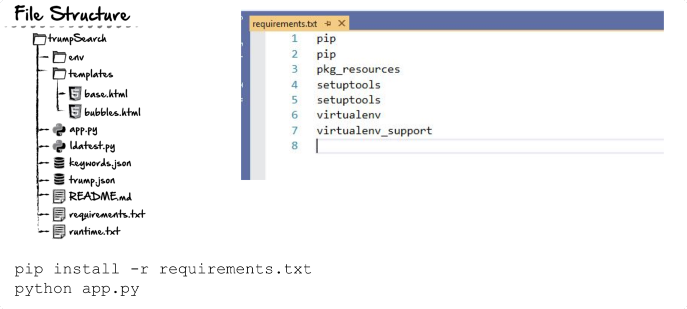 File Structure
trumpSearch
env
templates
base.html
bubbles.html
app.py
ldatest.py
keywords.json
trump.json
README.md
requirements.txt
runtime.txt
requirements.txt
1 pip
2 pip
3 pkg_resources
4 setuptools
5 setuptools
6 virtualenv
7 virtualenv_support
8
pip install -r requirements.txt
python app.py